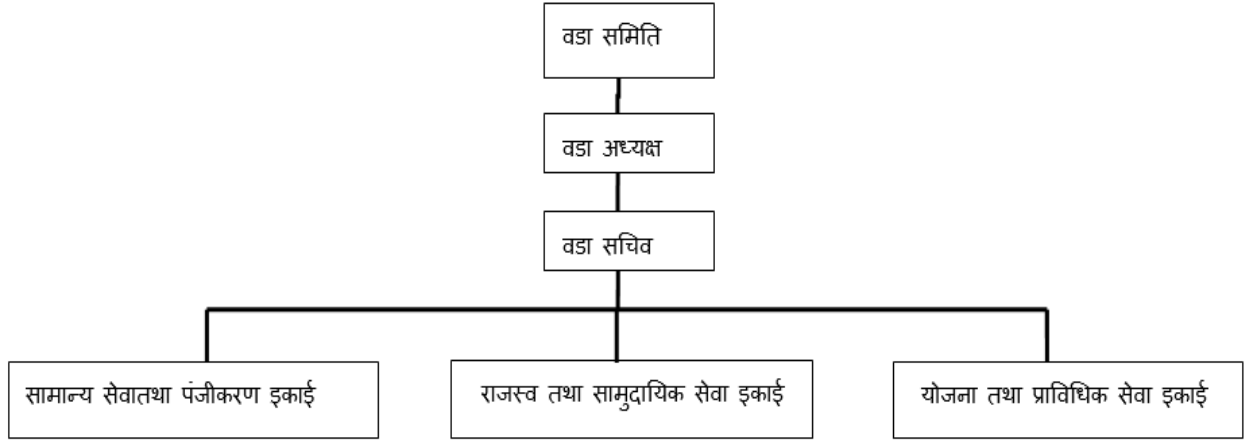 वडा समिति
वडा अध्यक्ष
वडा सचिव
सामान्य सेवातथा पंजीकरण इकाई
राजस्व तथा सामुदायिक सेवा इकाई
योजना तथा प्राविधिक सेवा इकाई